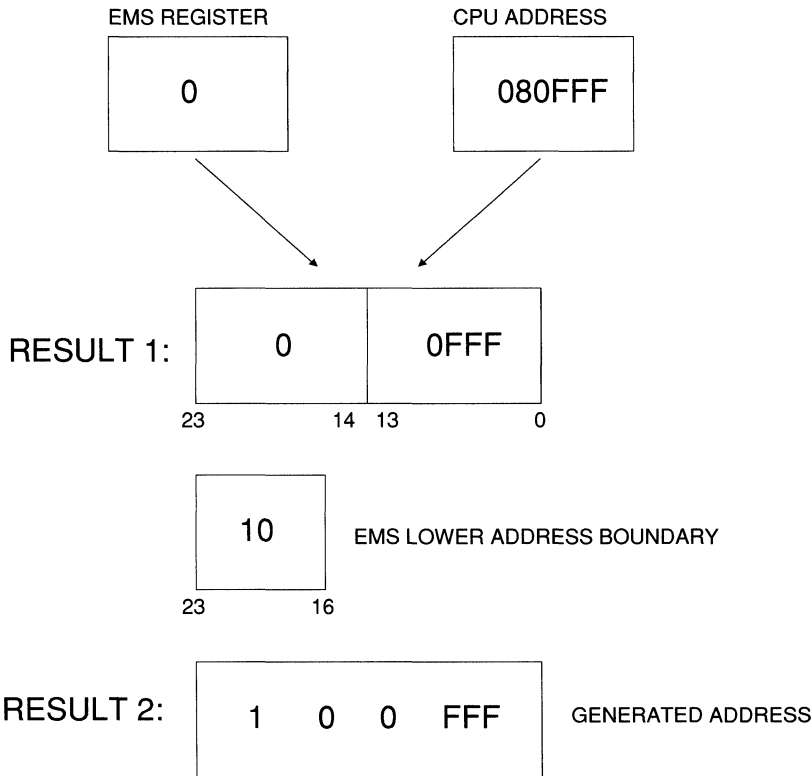 EMS REGISTER
CPU ADDRESS
0
080FFF
RESULT 1:
0
0FFF
23
14
13
0
10
EMS LOWER ADDRESS BOUNDARY
23
16
RESULT 2:
1 0 0 FFF
GENERATED ADDRESS